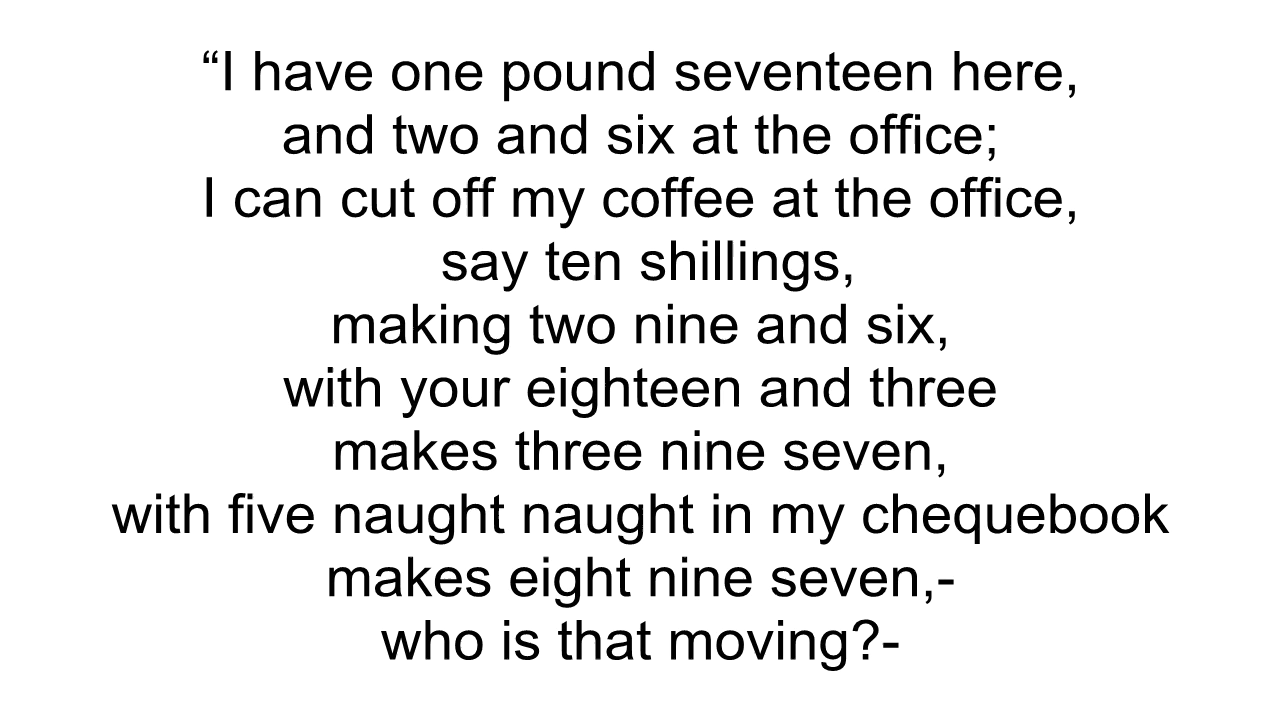 “I have one pound seventeen here,
and two and six at the office;
I can cut off my coffee at the office,
say ten shillings,
making two nine and six,
with your eighteen and three
makes three nine seven,
with five naught naught in my chequebook
makes eight nine seven,-
who is that moving?-